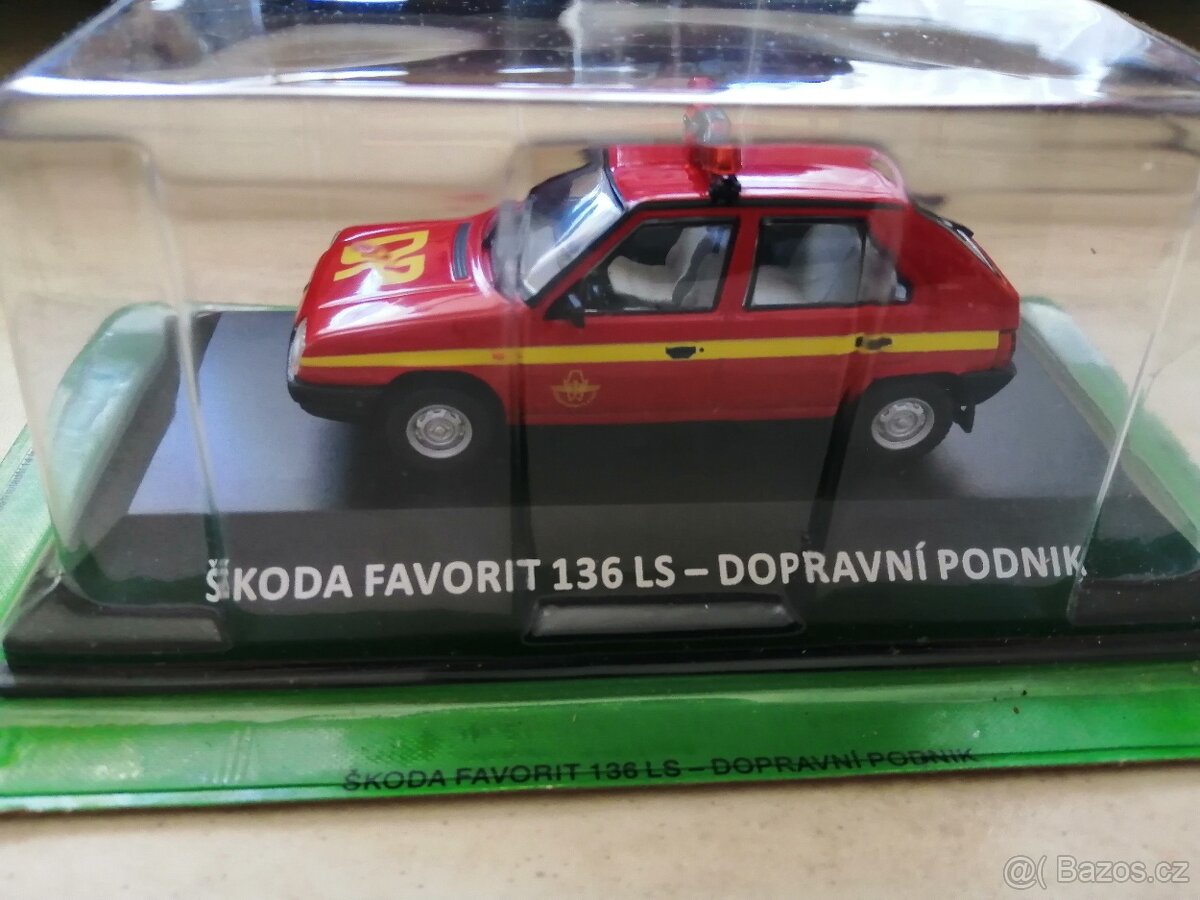 ŠKODA FAVORIT 136 LS – DOPRAVNÍ PODNIK
ŠKODA FAVORIT 136 LS – DOPRAVNÍ PODNIK
@( Bazos.cz